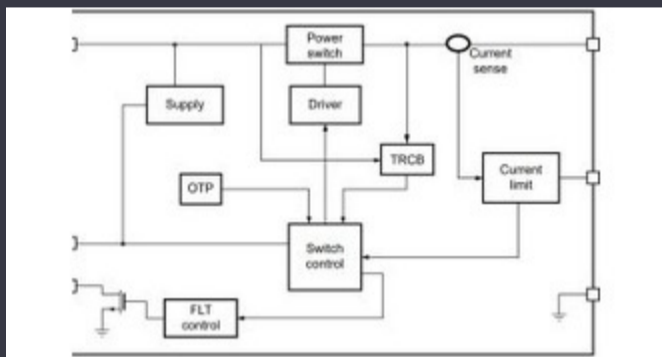 Power
switch
Current
sense
Supply
Driver
TRCB
Current
limit
OTP
Switch
control
FLT
control